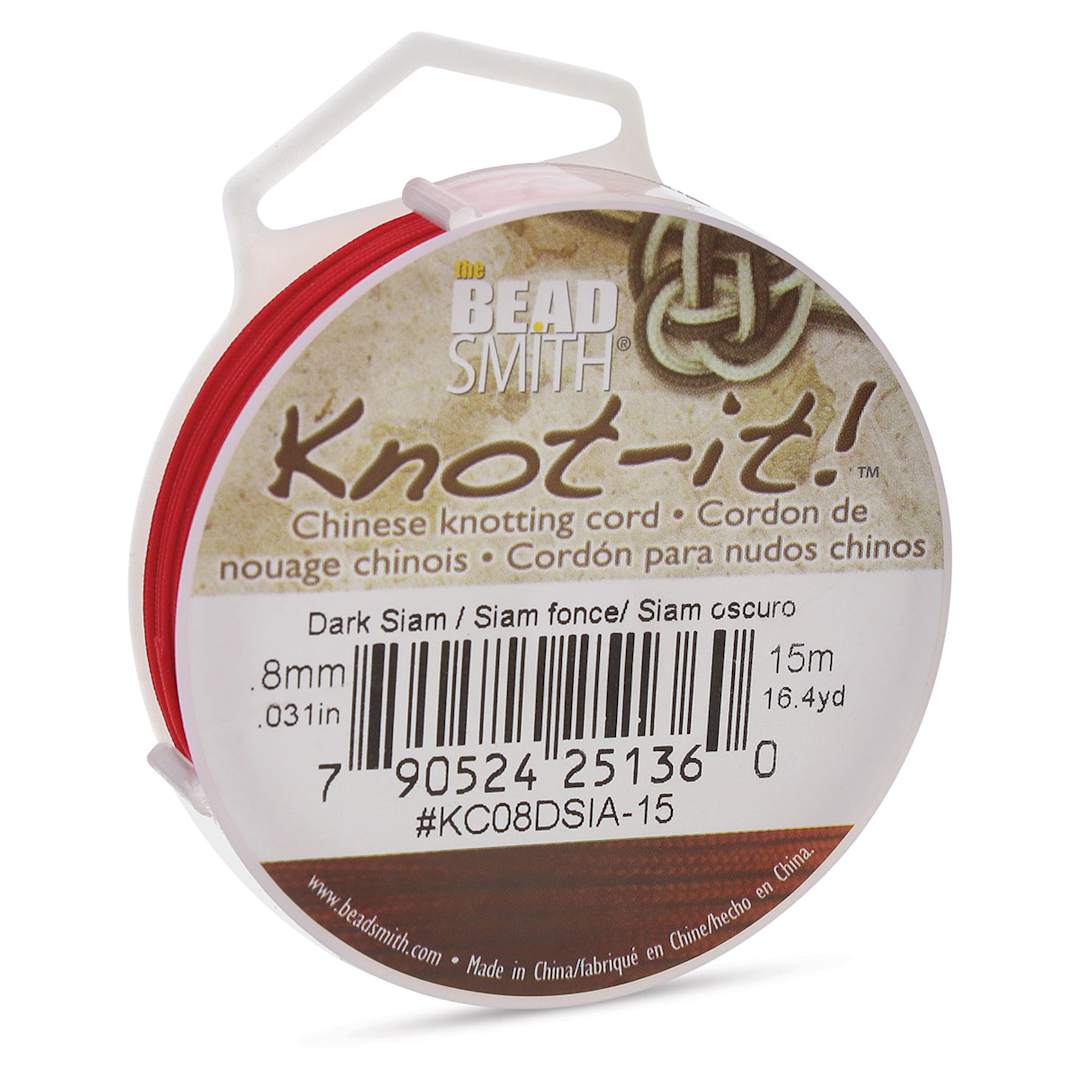 the
BEAD
SMITH®
Knot-it!™
Chinese knotting cord • Cordon de
nouage chinois • Cordón para nudos chinos
Dark Siam / Siam fonce/ Siam oscuro
.8mm 15m
.031in 16.4yd
7 90524 25136 0
#KC08DSIA-15
www.beadsmith.com • Made in China/fabriqué en Chine/hecho en China.